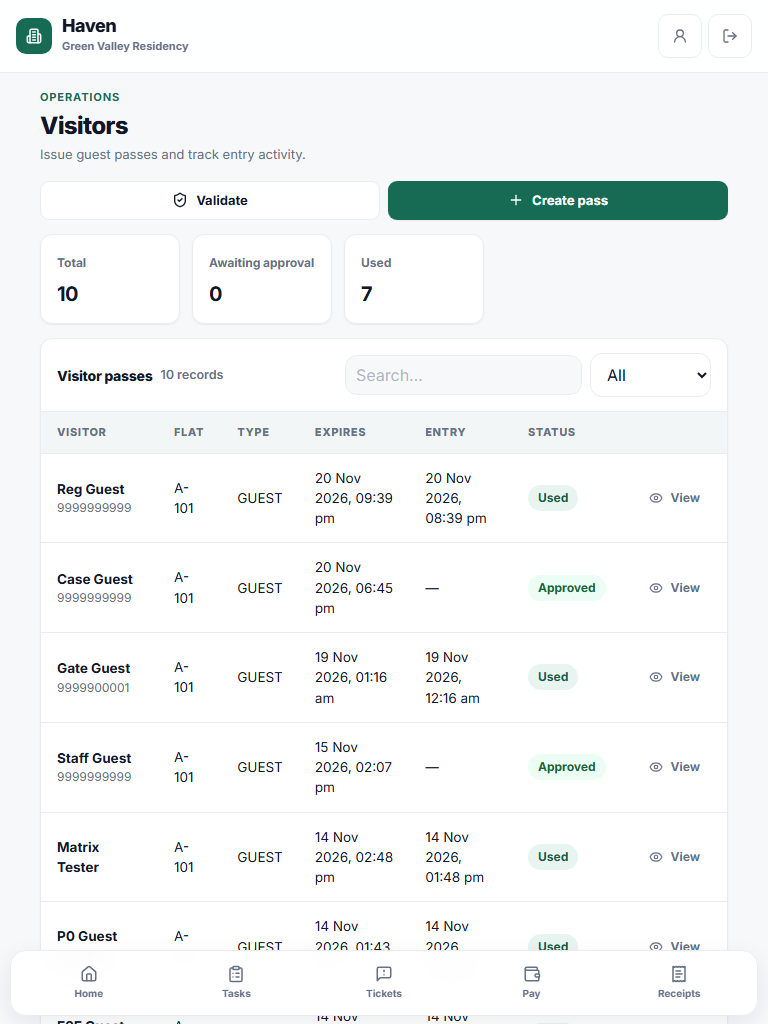 Haven
Green Valley Residency
OPERATIONS
Visitors
Issue guest passes and track entry activity.
Validate
Create pass
Total
10
Awaiting approval
0
Used
7
Visitor passes 10 records
Search...
All
VISITOR FLAT TYPE EXPIRES ENTRY STATUS
Reg Guest
9999999999
A-
101
GUEST
20 Nov
2026, 09:39
pm
20 Nov
2026,
08:39 pm
Used
View
Case Guest
9999999999
A-
101
GUEST
20 Nov
2026, 06:45
pm
—
Approved
View
Gate Guest
9999900001
A-
101
GUEST
19 Nov
2026, 01:16
am
19 Nov
2026,
12:16 am
Used
View
Staff Guest
9999999999
A-
101
GUEST
15 Nov
2026, 02:07
pm
—
Approved
View
Matrix
Tester
A-
101
GUEST
14 Nov
2026, 02:48
pm
14 Nov
2026,
01:48 pm
Used
View
P0 Guest
A-
GUEST
14 Nov
2026, 01:43
14 Nov
2026,
Used
View
Home
Tasks
Tickets
Pay
Receipts
14 Nov
14 Nov